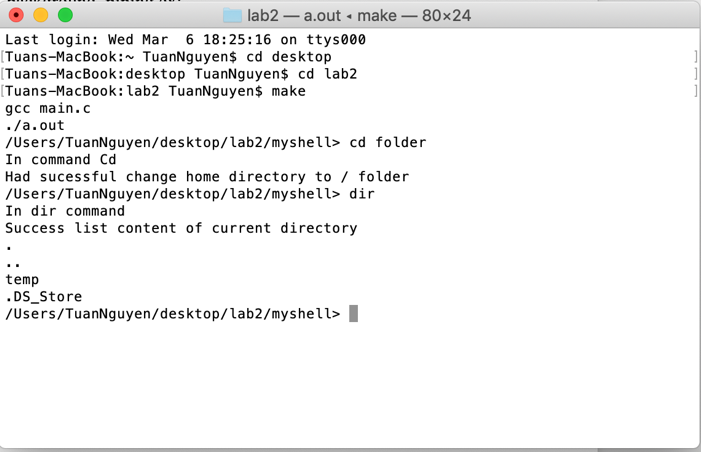 lab2 — a.out ◂ make — 80×24
Last login: Wed Mar  6 18:25:16 on ttys000
[Tuans-MacBook:~ TuanNguyen$ cd desktop ]
[Tuans-MacBook:desktop TuanNguyen$ cd lab2 ]
[Tuans-MacBook:lab2 TuanNguyen$ make ]
gcc main.c
./a.out
/Users/TuanNguyen/desktop/lab2/myshell> cd folder
In command Cd
Had sucessful change home directory to / folder
/Users/TuanNguyen/desktop/lab2/myshell> dir
In dir command
Success list content of current directory
.
..
temp
.DS_Store
/Users/TuanNguyen/desktop/lab2/myshell>